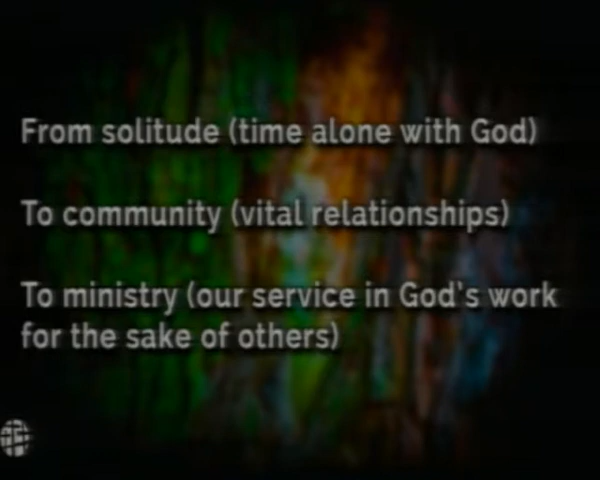 From solitude (time alone with God)
To community (vital relationships)
To ministry (our service in God's work
for the sake of others)